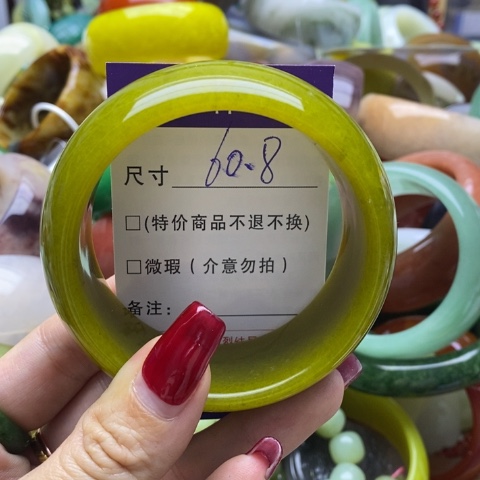 尺寸 60.8
□(特价商品不退不换)
□微瑕（介意勿拍）
备注：